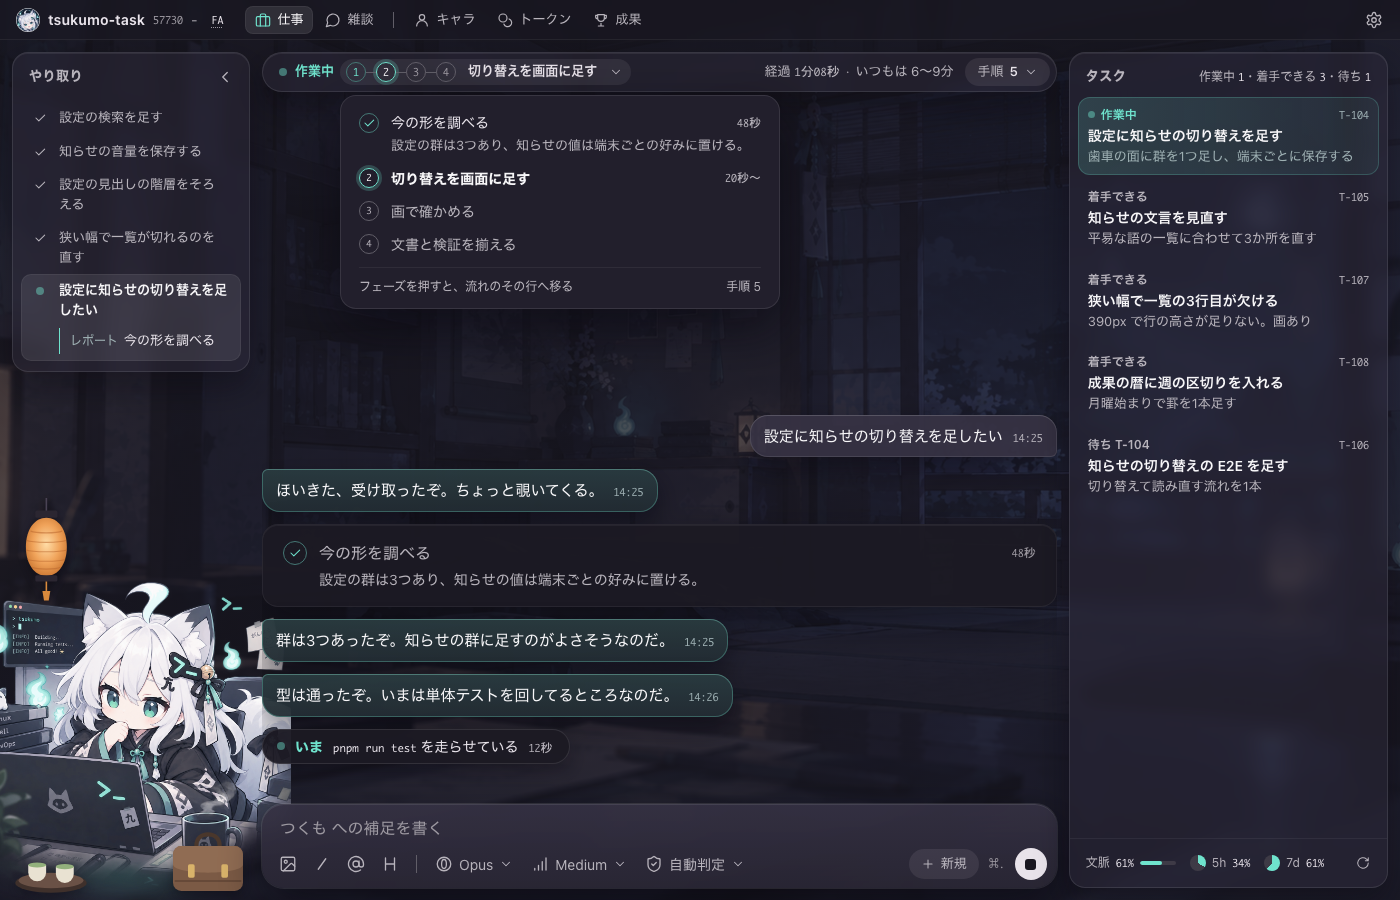 tsukumo-task 57730 – FA 仕事 雑談 キャラ トークン 成果
やり取り
設定の検索を足す
知らせの音量を保存する
設定の見出しの階層をそろ
える
狭い幅で一覧が切れるのを
直す
設定に知らせの切り替えを足
したい
レポート 今の形を調べる
作業中 1 2 3 4 切り替えを画面に足す 経過 1分08秒 · いつもは 6〜9分 手順 5
今の形を調べる 48秒
設定の群は3つあり、知らせの値は端末ごとの好みに置ける。
2 切り替えを画面に足す 20秒〜
3 画で確かめる
4 文書と検証を揃える
フェーズを押すと、流れのその行へ移る 手順 5
設定に知らせの切り替えを足したい 14:25
ほいきた、受け取ったぞ。ちょっと覗いてくる。 14:25
今の形を調べる 48秒
設定の群は3つあり、知らせの値は端末ごとの好みに置ける。
群は3つあったぞ。知らせの群に足すのがよさそうなのだ。 14:25
型は通ったぞ。いまは単体テストを回してるところなのだ。 14:26
いま pnpm run test を走らせている 12秒
つくも への補足を書く
Opus Medium 自動判定 + 新規 ⌘.
タスク 作業中 1・着手できる 3・待ち 1
作業中 T-104
設定に知らせの切り替えを足す
歯車の面に群を1つ足し、端末ごとに保存する
着手できる T-105
知らせの文言を見直す
平易な語の一覧に合わせて3か所を直す
着手できる T-107
狭い幅で一覧の3行目が欠ける
390px で行の高さが足りない。画あり
着手できる T-108
成果の暦に週の区切りを入れる
月曜始まりで罫を1本足す
待ち T-104 T-106
知らせの切り替えの E2E を足す
切り替えて読み直す流れを1本
文脈 61% 5h 34% 7d 61%
九